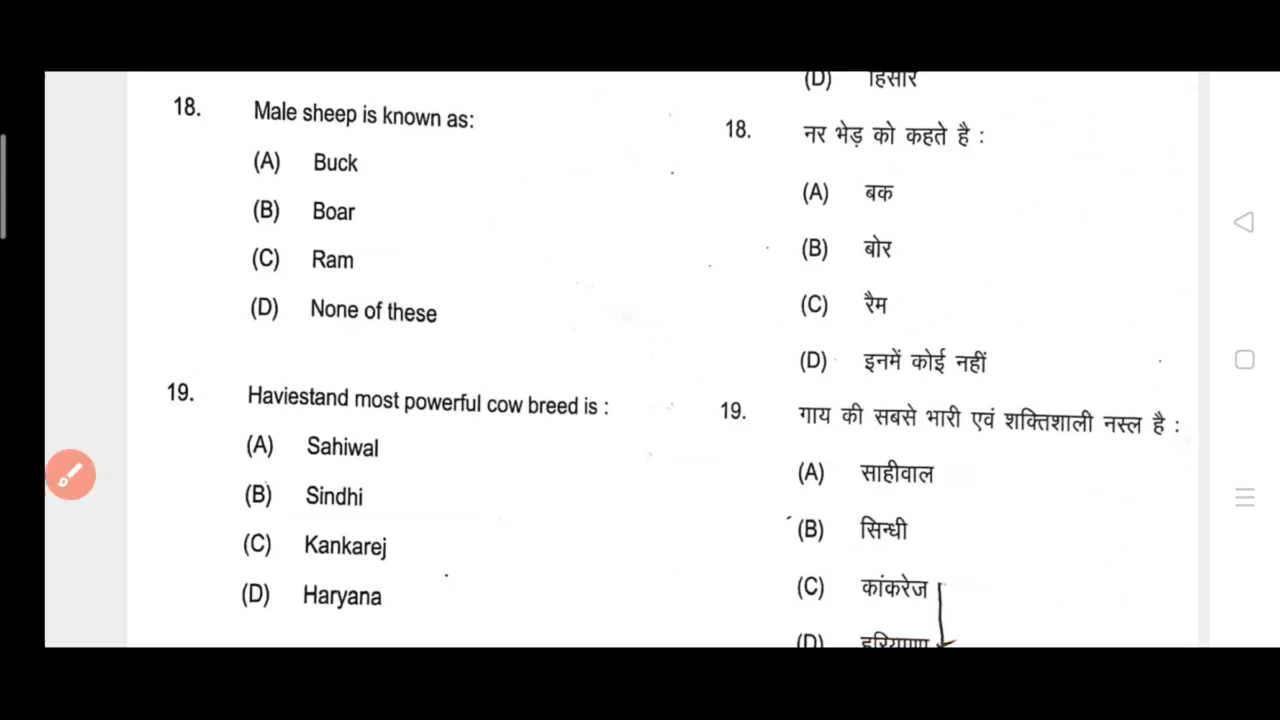 18. Male sheep is known as:
(A) Buck
(B) Boar
(C) Ram
(D) None of these
19. Haviestand most powerful cow breed is :
(A) Sahiwal
(B) Sindhi
(C) Kankarej
(D) Haryana
(D) हिसार
18. नर भेड़ को कहते है :
(A) बक
(B) बोर
(C) रैम
(D) इनमें कोई नहीं
19. गाय की सबसे भारी एवं शक्तिशाली नस्ल है :
(A) साहीवाल
(B) सिन्धी
(C) कांकरेज
(D) हरियाणा